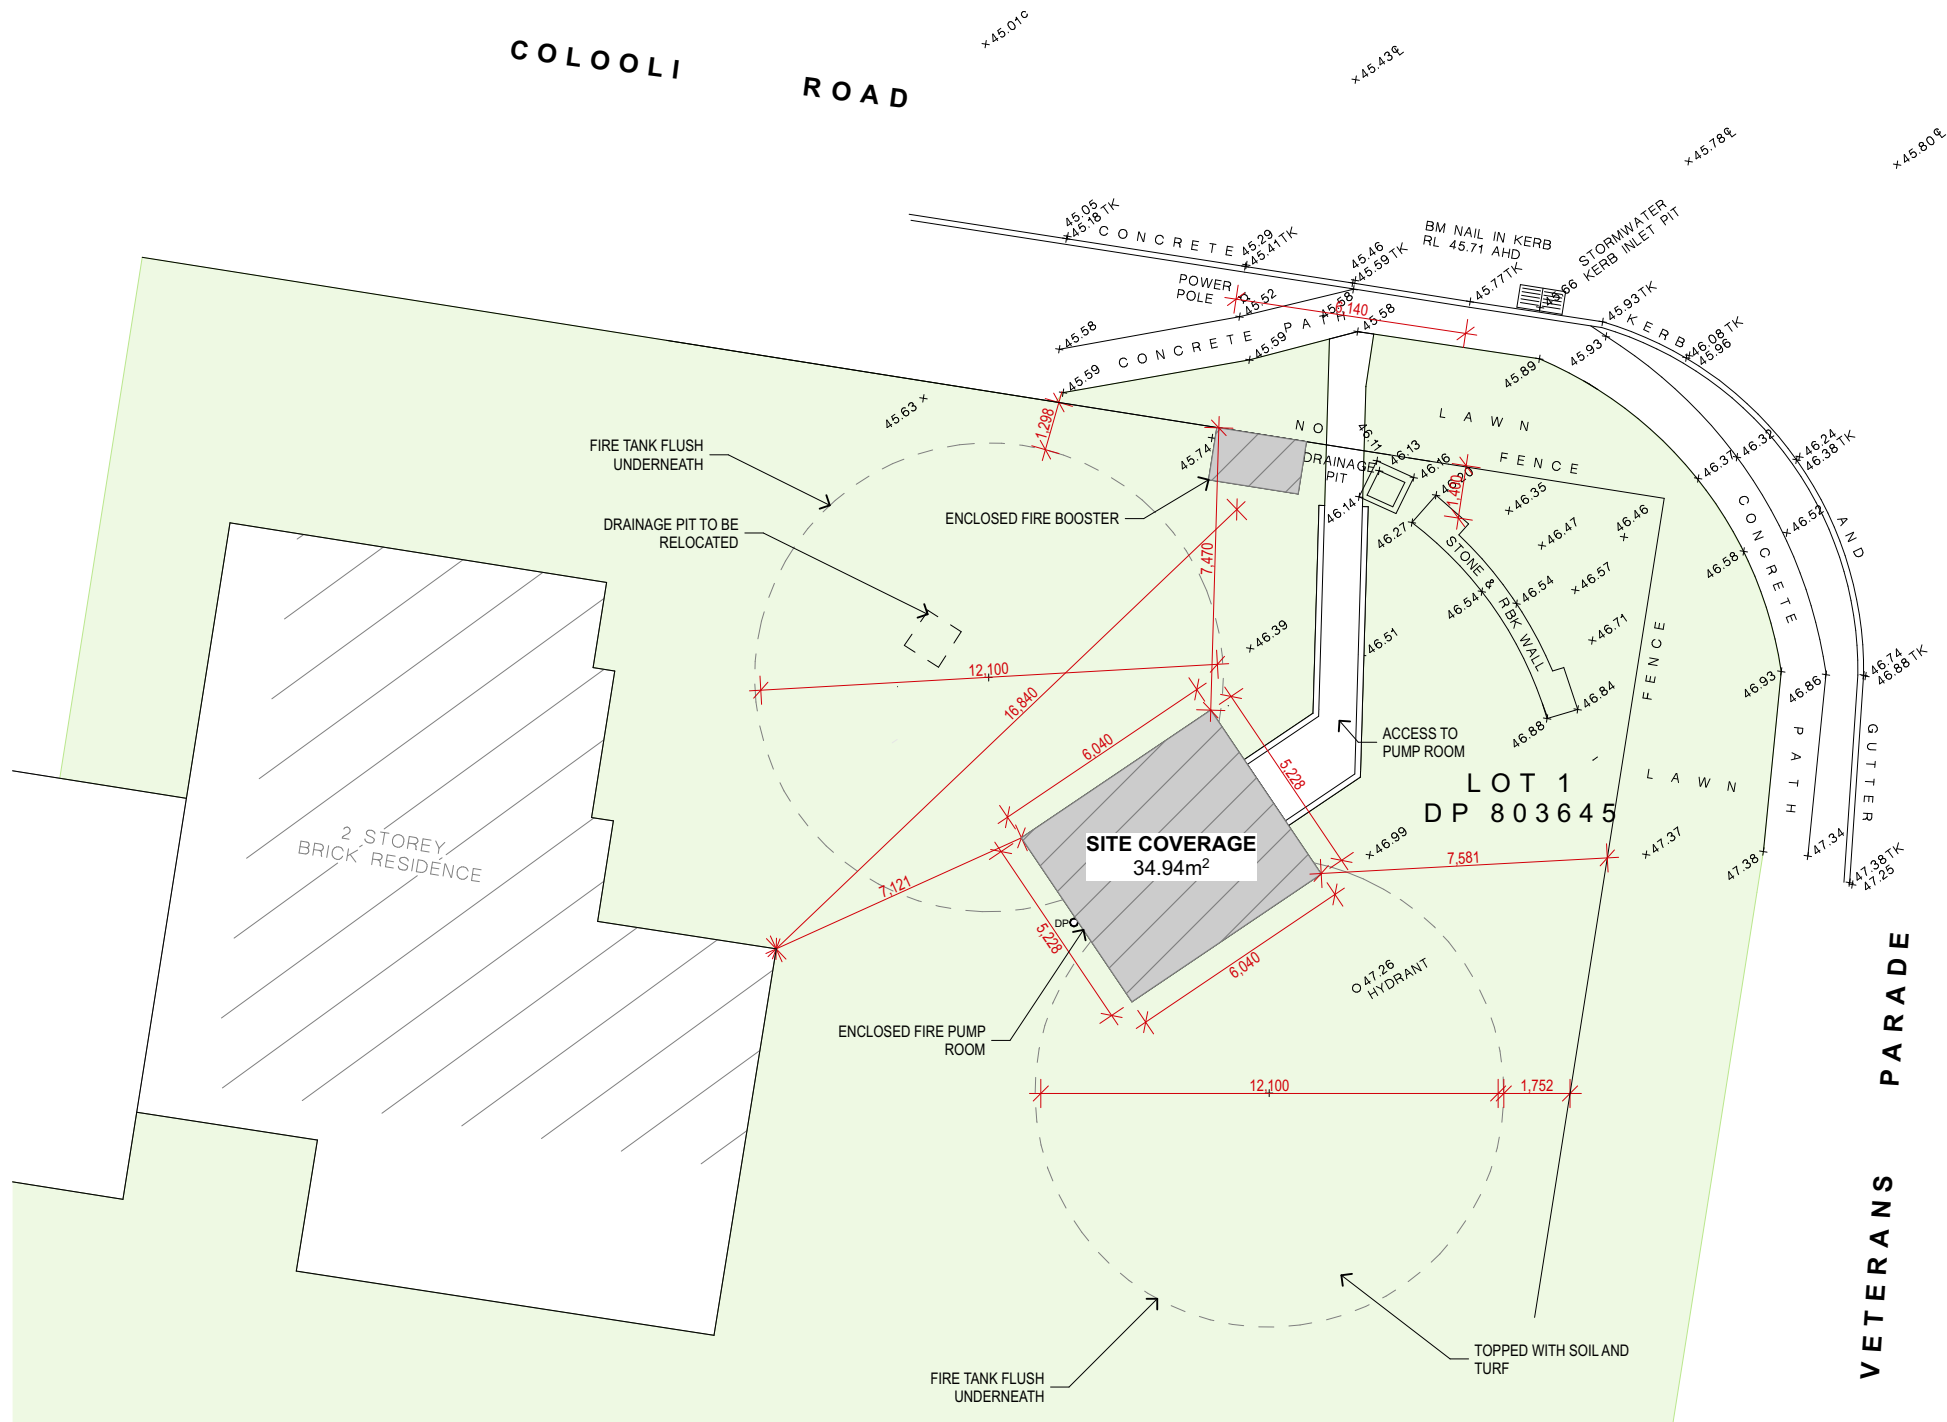 COLOOLI ROAD
45.01C
45.43℄
45.78℄
45.80℄
45.05
45.18TK
CONCRETE
45.29
45.41TK
45.46
45.59TK
BM NAIL IN KERB
RL 45.71 AHD
STORMWATER
KERB INLET PIT
45.77TK
45.66
45.93TK
KERB
AND
GUTTER
POWER
POLE
45.52
45.58
6,140
45.58
45.58
CONCRETE PATH
45.59
45.59
45.93
45.89
46.08TK
45.96
45.63
1,298
45.74
NO
FENCE
LAWN
46.11
46.13
46.16
46.20
DRAINAGE
PIT
46.14
1,400
46.27
46.35
46.47
46.46
46.37
46.32
46.24
46.38TK
46.52
46.58
CONCRETE
PATH
FIRE TANK FLUSH
UNDERNEATH
DRAINAGE PIT TO BE
RELOCATED
ENCLOSED FIRE BOOSTER
7,470
STONE & RBK WALL
46.54
46.54
46.57
46.71
46.39
46.51
FENCE
12,100
16,840
46.84
46.88
46.93
46.86
46.74
46.88TK
6,040
5,228
ACCESS TO
PUMP ROOM
LOT 1
DP 803645
LAWN
2 STOREY
BRICK RESIDENCE
SITE COVERAGE
34.94m²
46.99
7,581
47.37
47.38
47.34
47.38TK
47.25
7,121
DP
5,228
6,040
47.26
HYDRANT
ENCLOSED FIRE PUMP
ROOM
12,100
1,752
VETERANS PARADE
TOPPED WITH SOIL AND
TURF
FIRE TANK FLUSH
UNDERNEATH